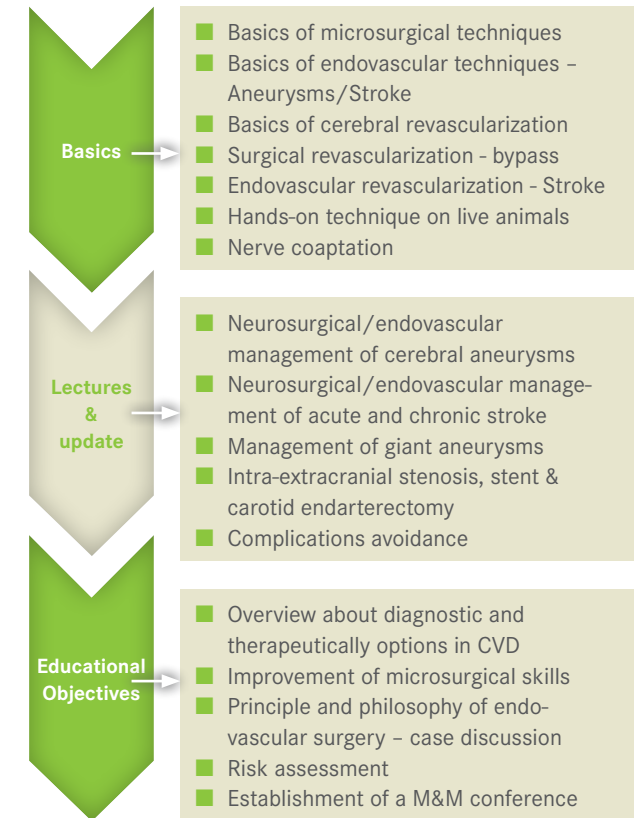 Basics
■ Basics of microsurgical techniques
■ Basics of endovascular techniques –
Aneurysms/Stroke
■ Basics of cerebral revascularization
■ Surgical revascularization - bypass
■ Endovascular revascularization - Stroke
■ Hands-on technique on live animals
■ Nerve coaptation
Lectures
&
update
■ Neurosurgical/endovascular
management of cerebral aneurysms
■ Neurosurgical/endovascular manage-
ment of acute and chronic stroke
■ Management of giant aneurysms
■ Intra-extracranial stenosis, stent &
carotid endarterectomy
■ Complications avoidance
Educational
Objectives
■ Overview about diagnostic and
therapeutically options in CVD
■ Improvement of microsurgical skills
■ Principle and philosophy of endo-
vascular surgery – case discussion
■ Risk assessment
■ Establishment of a M&M conference